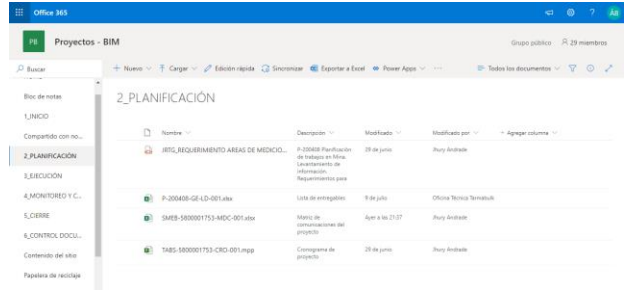 Office 365
?
AB
PB
Proyectos - BIM
Grupo público
29 miembros
Buscar
Nuevo
Cargar
Edición rápida
Sincronizar
Exportar a Excel
Power Apps
Todos los documentos
Bloc de notas
1_INICIO
Compartido con no...
2_PLANIFICACIÓN
3_EJECUCIÓN
4_MONITOREO Y C...
5_CIERRE
6_CONTROL DOCU...
Contenido del sitio
Papelera de reciclaje
2_PLANIFICACIÓN
Nombre
Descripción
Modificado
Modificado por
+ Agregar columna
JRTG_REQUERIMIENTO AREAS DE MEDICIO...
P-200408-Planificación
de trabajos en Mina.
Levantamiento de
información.
Requerimientos para
29 de junio
Jhury Andrade
P-200408-GE-LD-001.xlsx
Lista de entregables
9 de julio
Oficina Técnica
SMEB-5800001753-MDC-001.xlsx
Matriz de
comunicaciones del
proyecto
Ayer a las 21:27
Jhury Andrade
TABS-5800001753-CRO-001.mpp
Cronograma de
proyecto
29 de junio
Jhury Andrade